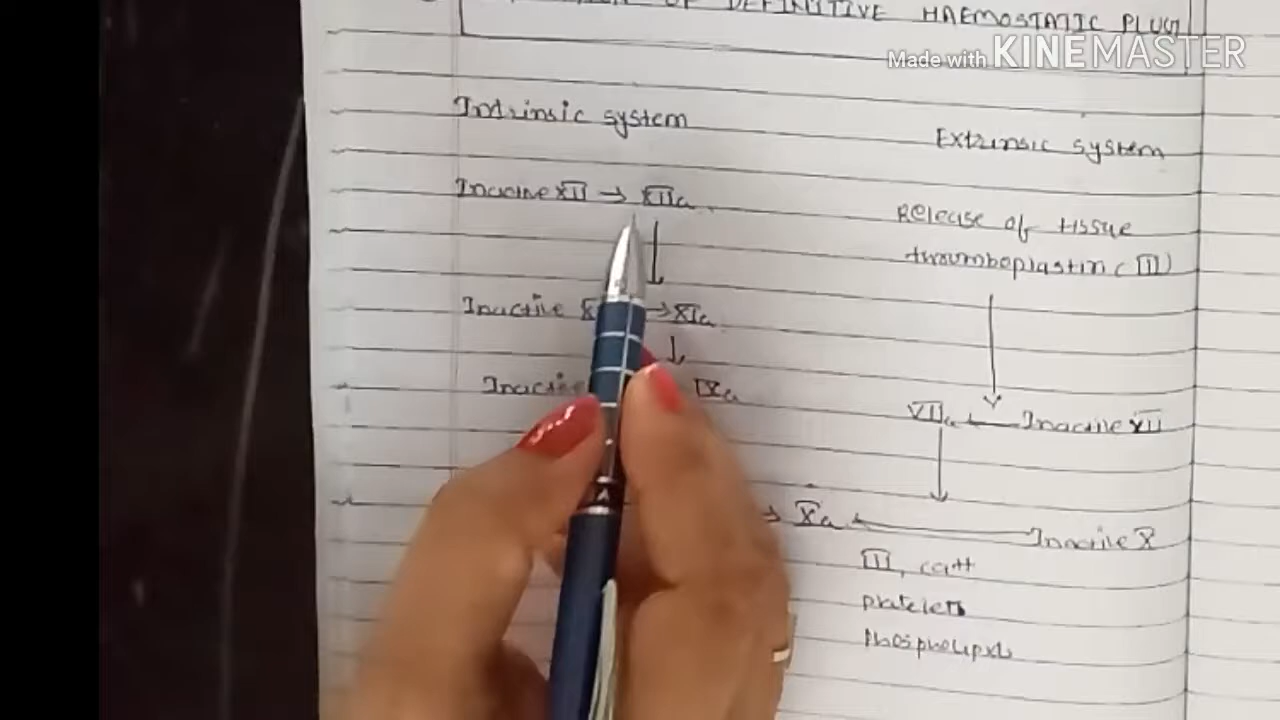 OF DEFINITIVE HAEMOSTATIC PLUG
Made with KINEMASTER
Intrinsic system
Extrinsic system
Inactive XII → XIIa
Release of tissue
thromboplastin (III)
Inactive → XIa
Inactive IXa
VIIa ← Inactive VII
→ Xa ← Inactive X
III, Ca++
platelets
phospholipids